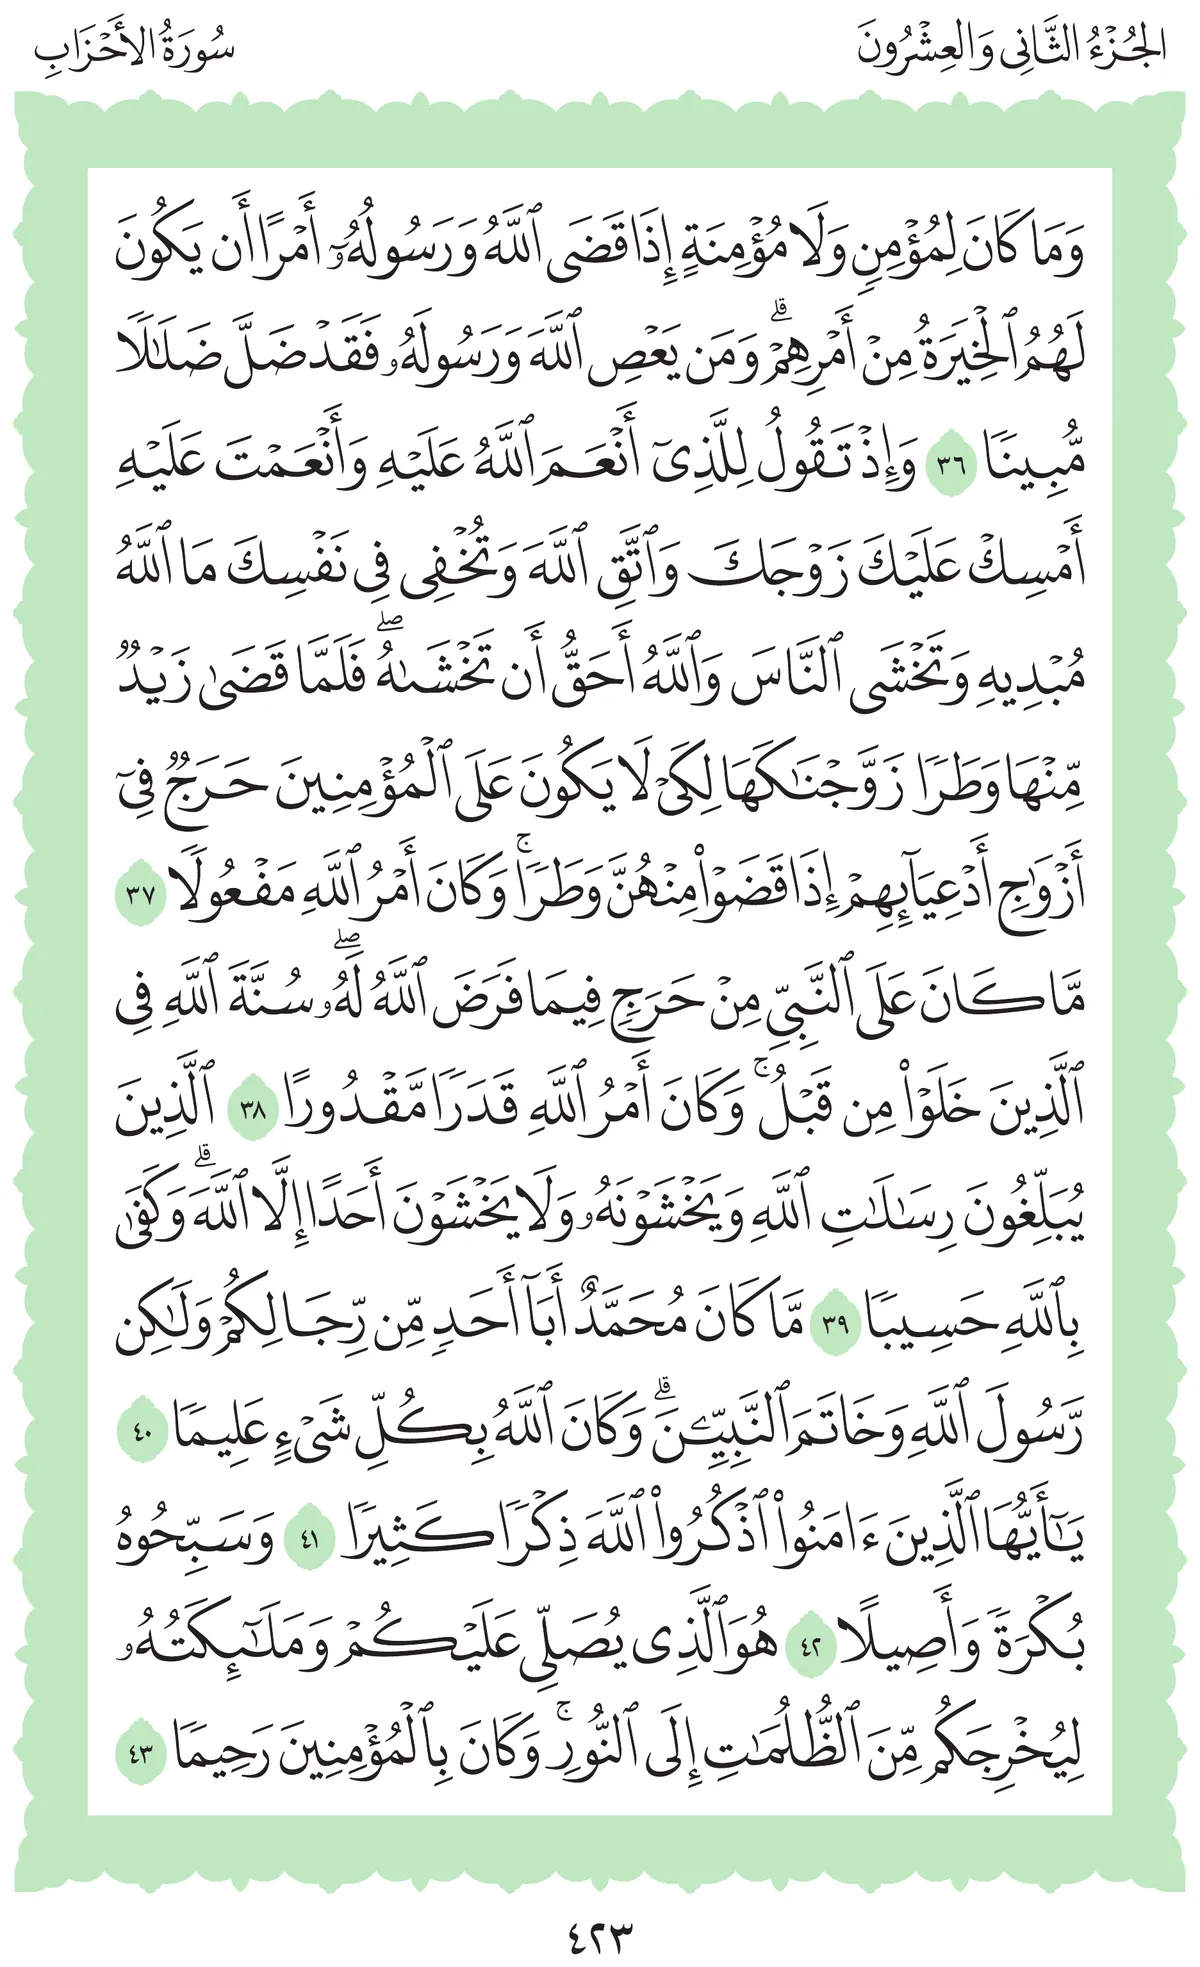 الجُزْءُ الثَّانِي وَالعِشْرُونَ
سُورَةُ الأَحْزَابِ
وَمَا كَانَ لِمُؤْمِنٖ وَلَا مُؤْمِنَةٍ إِذَا قَضَى ٱللَّهُ وَرَسُولُهُۥٓ أَمْرًا أَن يَكُونَ
لَهُمُ ٱلْخِيَرَةُ مِنْ أَمْرِهِمْۗ وَمَن يَعْصِ ٱللَّهَ وَرَسُولَهُۥ فَقَدْ ضَلَّ ضَلَٰلٗا
مُّبِينٗا ٣٦ وَإِذْ تَقُولُ لِلَّذِىٓ أَنْعَمَ ٱللَّهُ عَلَيْهِ وَأَنْعَمْتَ عَلَيْهِ
أَمْسِكْ عَلَيْكَ زَوْجَكَ وَٱتَّقِ ٱللَّهَ وَتُخْفِى فِى نَفْسِكَ مَا ٱللَّهُ
مُبْدِيهِ وَتَخْشَى ٱلنَّاسَ وَٱللَّهُ أَحَقُّ أَن تَخْشَىٰهُۖ فَلَمَّا قَضَىٰ زَيْدٞ
مِّنْهَا وَطَرٗا زَوَّجْنَٰكَهَا لِكَىْ لَا يَكُونَ عَلَى ٱلْمُؤْمِنِينَ حَرَجٞ فِىٓ
أَزْوَٰجِ أَدْعِيَآئِهِمْ إِذَا قَضَوْا۟ مِنْهُنَّ وَطَرٗاۚ وَكَانَ أَمْرُ ٱللَّهِ مَفْعُولٗا ٣٧
مَّا كَانَ عَلَى ٱلنَّبِىِّ مِنْ حَرَجٖ فِيمَا فَرَضَ ٱللَّهُ لَهُۥۖ سُنَّةَ ٱللَّهِ فِى
ٱلَّذِينَ خَلَوْا۟ مِن قَبْلُۚ وَكَانَ أَمْرُ ٱللَّهِ قَدَرٗا مَّقْدُورًا ٣٨ ٱلَّذِينَ
يُبَلِّغُونَ رِسَٰلَٰتِ ٱللَّهِ وَيَخْشَوْنَهُۥ وَلَا يَخْشَوْنَ أَحَدًا إِلَّا ٱللَّهَۗ وَكَفَىٰ
بِٱللَّهِ حَسِيبٗا ٣٩ مَّا كَانَ مُحَمَّدٌ أَبَآ أَحَدٖ مِّن رِّجَالِكُمْ وَلَٰكِن
رَّسُولَ ٱللَّهِ وَخَاتَمَ ٱلنَّبِيِّـۧنَۗ وَكَانَ ٱللَّهُ بِكُلِّ شَىْءٍ عَلِيمٗا ٤٠
يَٰٓأَيُّهَا ٱلَّذِينَ ءَامَنُوا۟ ٱذْكُرُوا۟ ٱللَّهَ ذِكْرٗا كَثِيرٗا ٤١ وَسَبِّحُوهُ
بُكْرَةٗ وَأَصِيلًا ٤٢ هُوَ ٱلَّذِى يُصَلِّى عَلَيْكُمْ وَمَلَٰٓئِكَتُهُۥ
لِيُخْرِجَكُم مِّنَ ٱلظُّلُمَٰتِ إِلَى ٱلنُّورِۚ وَكَانَ بِٱلْمُؤْمِنِينَ رَحِيمٗا ٤٣
٤٢٣